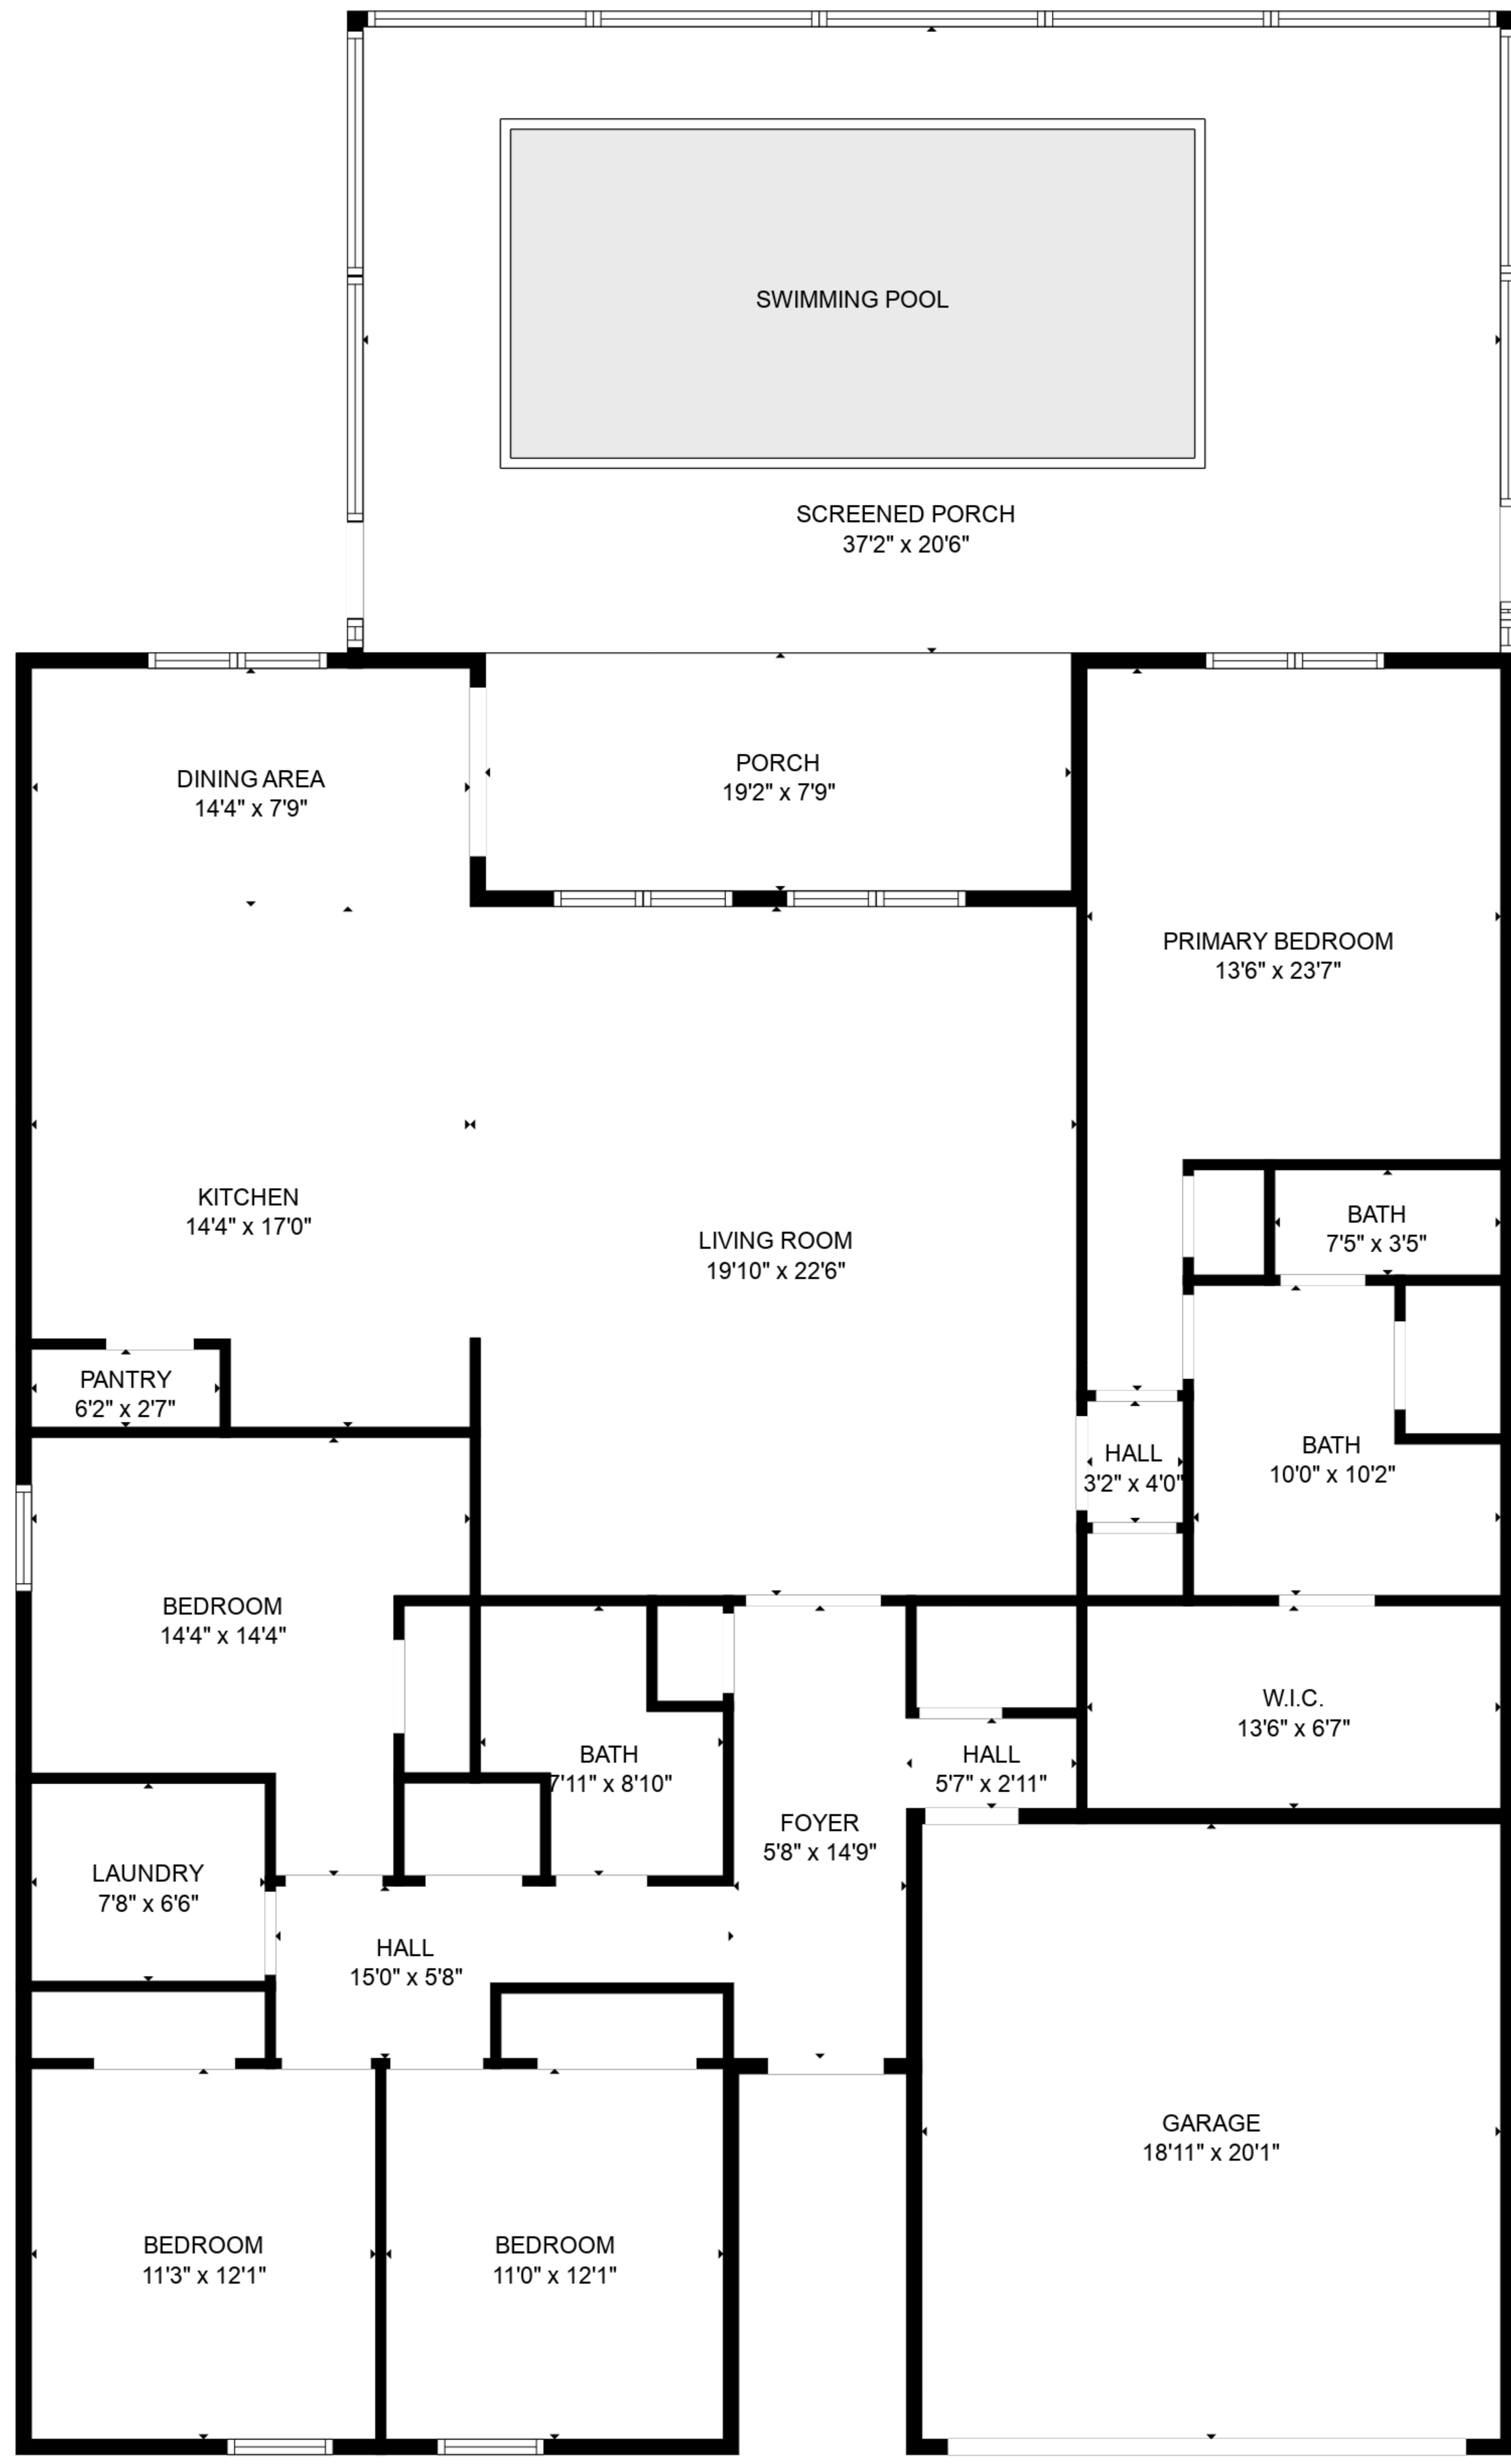 SWIMMING POOL
SCREENED PORCH
37'2" x 20'6"
DINING AREA
14'4" x 7'9"
PORCH
19'2" x 7'9"
PRIMARY BEDROOM
13'6" x 23'7"
KITCHEN
14'4" x 17'0"
LIVING ROOM
19'10" x 22'6"
BATH
7'5" x 3'5"
PANTRY
6'2" x 2'7"
HALL
3'2" x 4'0"
BATH
10'0" x 10'2"
BEDROOM
14'4" x 14'4"
BATH
7'11" x 8'10"
HALL
5'7" x 2'11"
W.I.C.
13'6" x 6'7"
FOYER
5'8" x 14'9"
LAUNDRY
7'8" x 6'6"
HALL
15'0" x 5'8"
GARAGE
18'11" x 20'1"
BEDROOM
11'3" x 12'1"
BEDROOM
11'0" x 12'1"